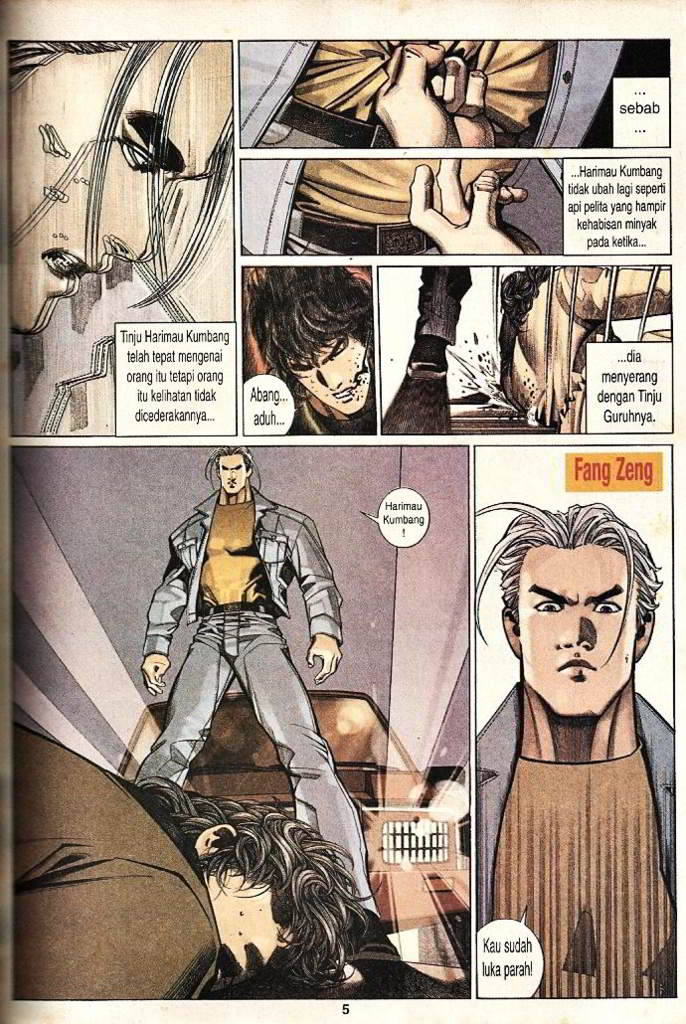 Tinju Harimau Kumbang
telah tepat mengenai
orang itu tetapi orang
itu kelihatan tidak
dicederakannya...
...
sebab
...
...Harimau Kumbang
tidak ubah lagi seperti
api pelita yang hampir
kehabisan minyak
pada ketika...
Abang...
aduh...
...dia
menyerang
dengan Tinju
Guruhnya.
Harimau
Kumbang
!
Fang Zeng
Kau sudah
luka parah!
5